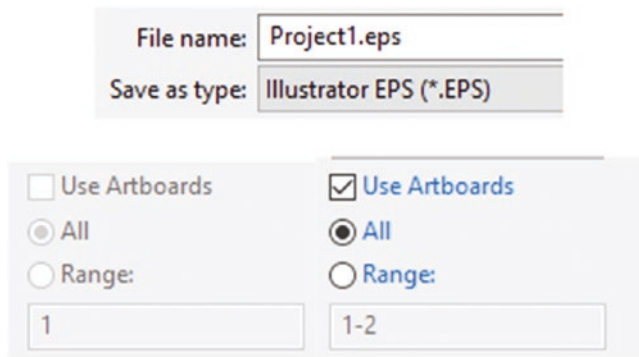 File name: Project1.eps
Save as type: Illustrator EPS (*.EPS)
Use Artboards
All
Range:
1
Use Artboards
All
Range:
1-2